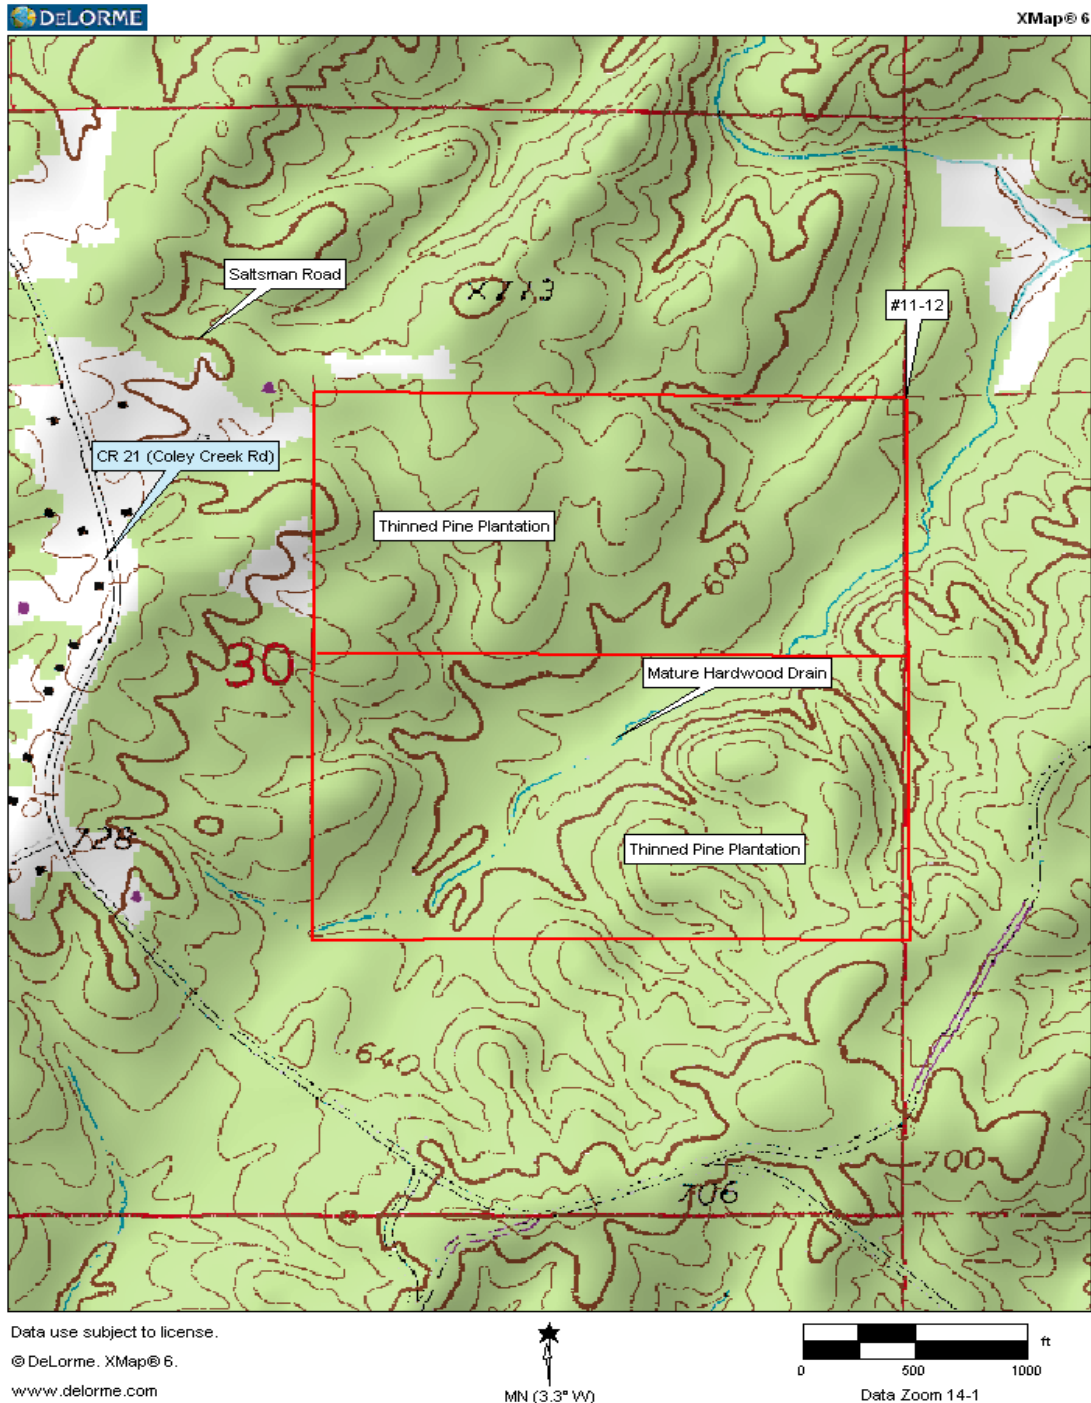 DELORME
XMap® 6
Saltsman Road
X773
#11-12
CR 21 (Coley Creek Rd)
Thinned Pine Plantation
600
30
Mature Hardwood Drain
728
Thinned Pine Plantation
640
700
706
Data use subject to license.
© DeLorme. XMap® 6.
www.delorme.com
MN (3.3° W)
ft
0 500 1000
Data Zoom 14-1